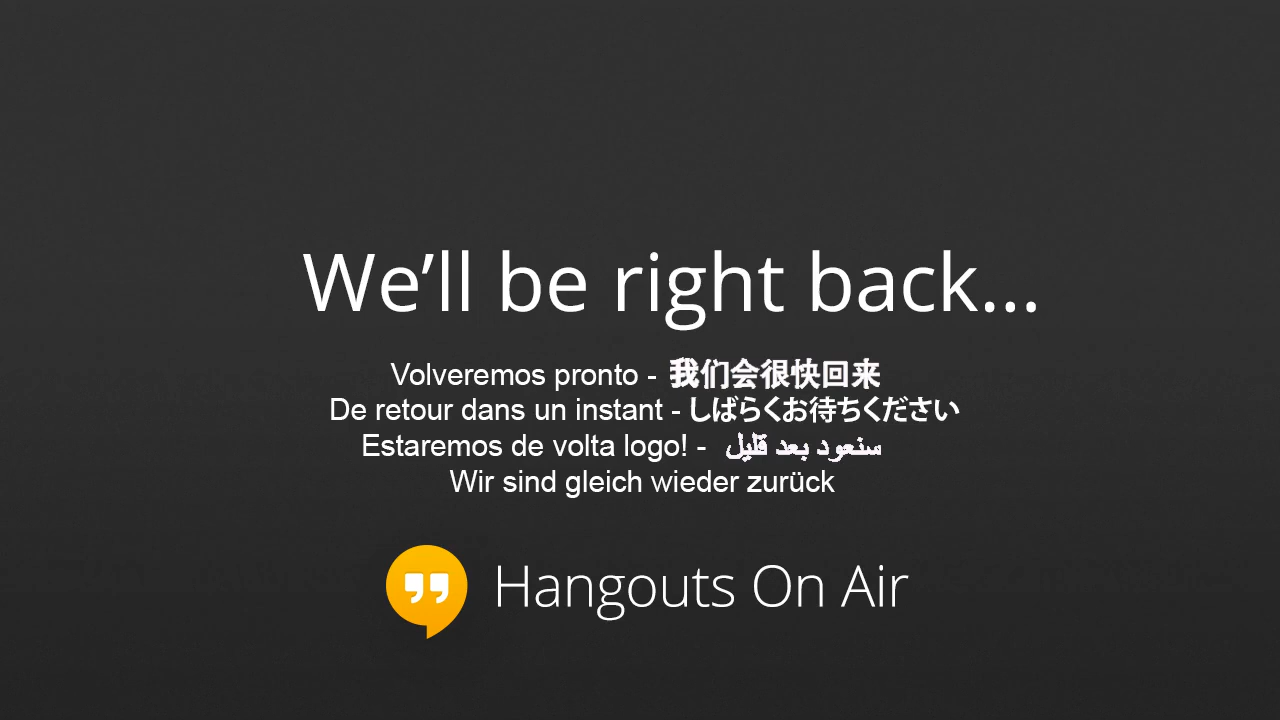 We’ll be right back...
Volveremos pronto - 我们会很快回来
De retour dans un instant - しばらくお待ちください
Estaremos de volta logo! - سنعود بعد قليل
Wir sind gleich wieder zurück
Hangouts On Air